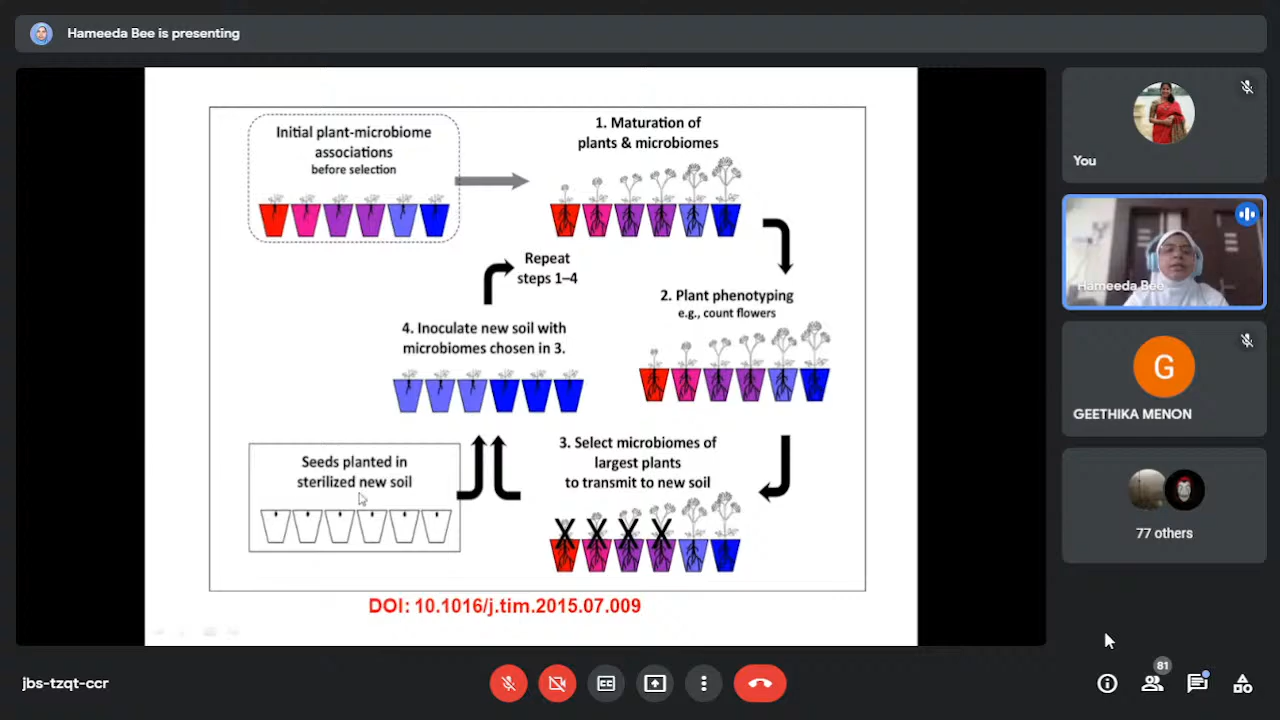 Hameeda Bee is presenting
Initial plant-microbiome
associations
before selection
1. Maturation of
plants & microbiomes
Repeat
steps 1–4
2. Plant phenotyping
e.g., count flowers
4. Inoculate new soil with
microbiomes chosen in 3.
Seeds planted in
sterilized new soil
3. Select microbiomes of
largest plants
to transmit to new soil
X X X X
DOI: 10.1016/j.tim.2015.07.009
You
Hameeda Bee
G
GEETHIKA MENON
77 others
jbs-tzqt-ccr
CC
81